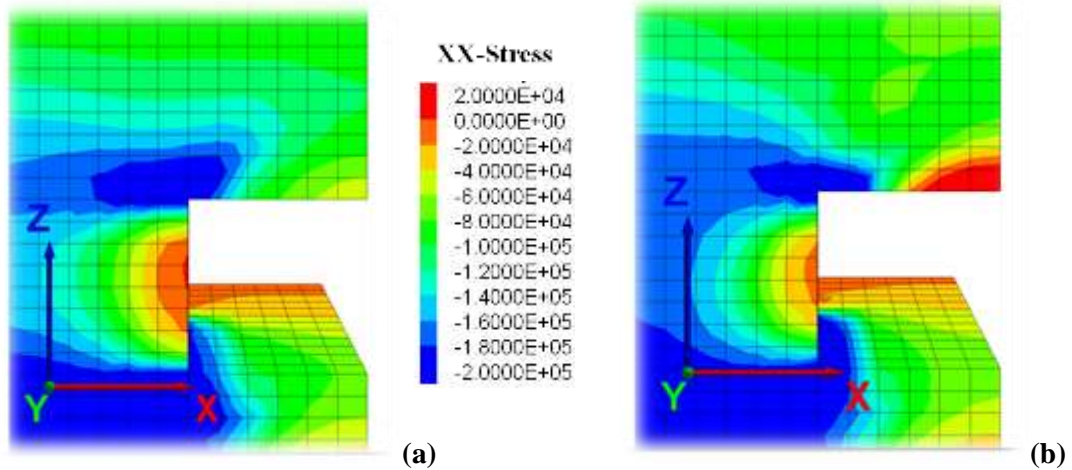 XX-Stress
2.0000E+04
0.0000E+00
-2.0000E+04
-4.0000E+04
-6.0000E+04
-8.0000E+04
-1.0000E+05
-1.2000E+05
-1.4000E+05
-1.6000E+05
-1.8000E+05
-2.0000E+05
Z
Y
X
(a)
Z
Y
X
(b)